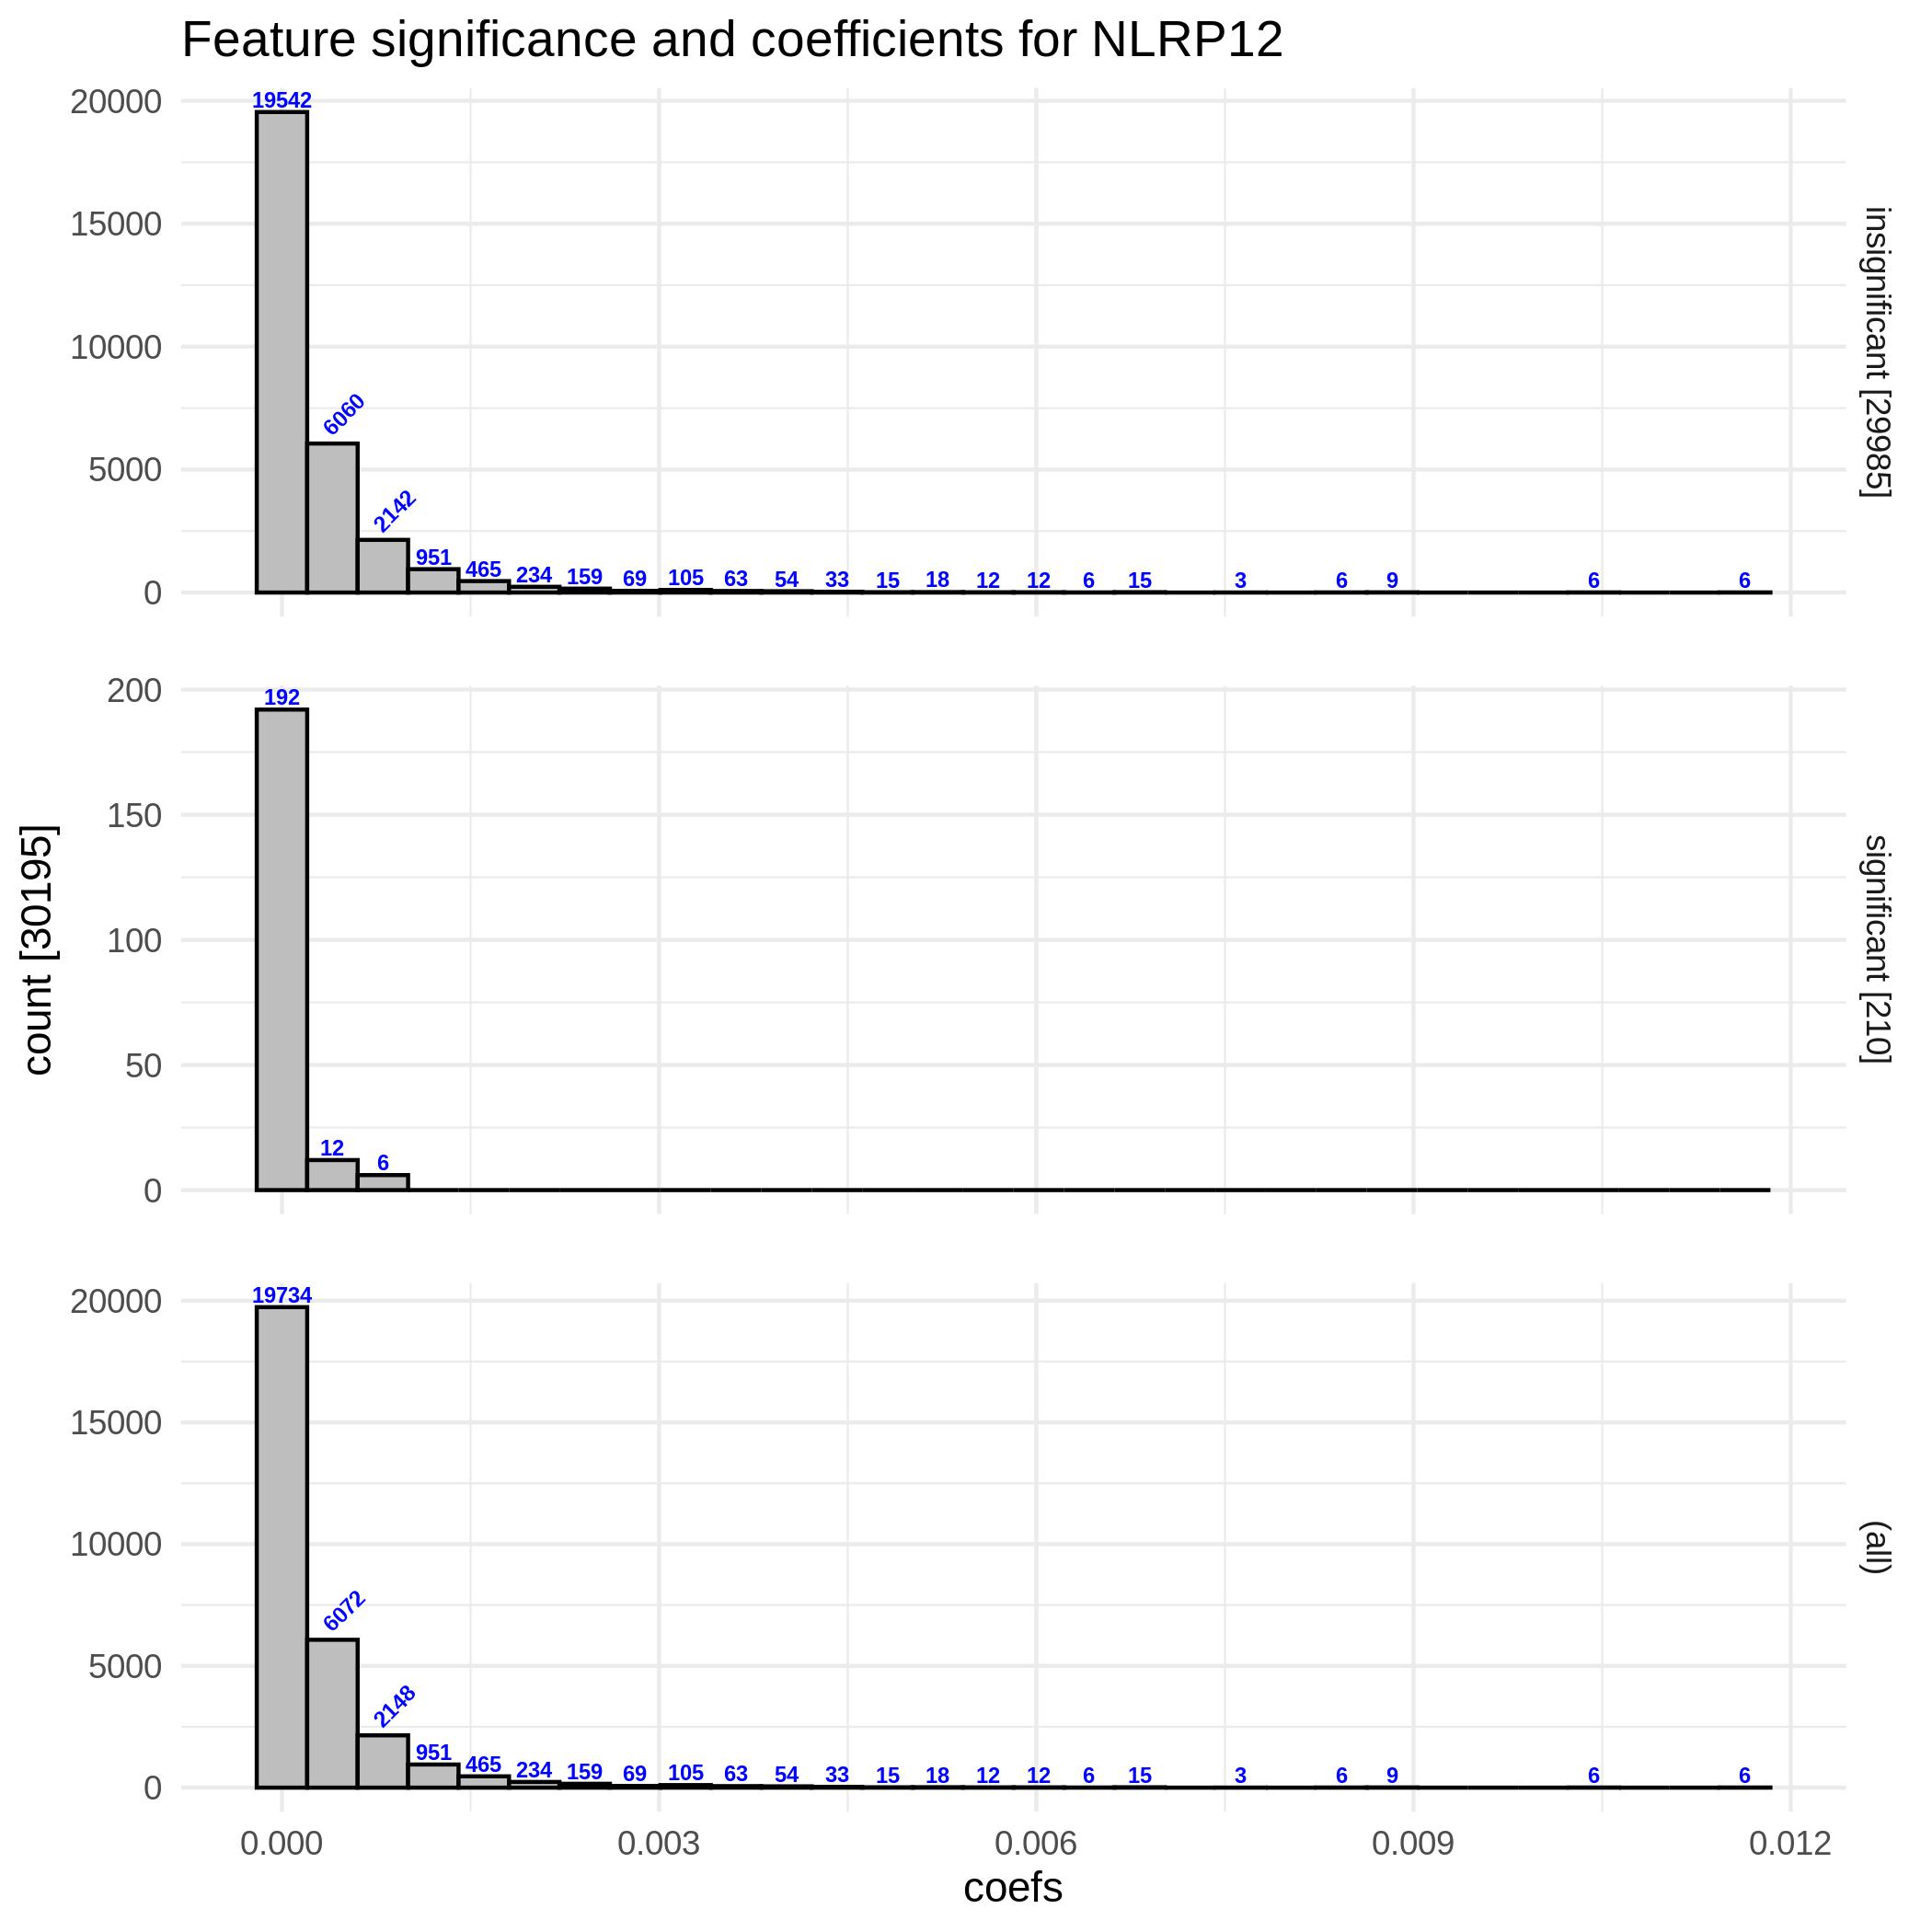 Feature significance and coefficients for NLRP12
20000
15000
10000
5000
0
19542
6060
2142
951 465 234 159 69 105 63 54 33 15 18 12 12 6 15 3 6 9 6 6
insignificant [29985]
count [30195]
200
150
100
50
0
192
12
6
significant [210]
20000
15000
10000
5000
0
19734
6072
2148
951 465 234 159 69 105 63 54 33 15 18 12 12 6 15 3 6 9 6 6
(all)
0.000 0.003 0.006 0.009 0.012
coefs